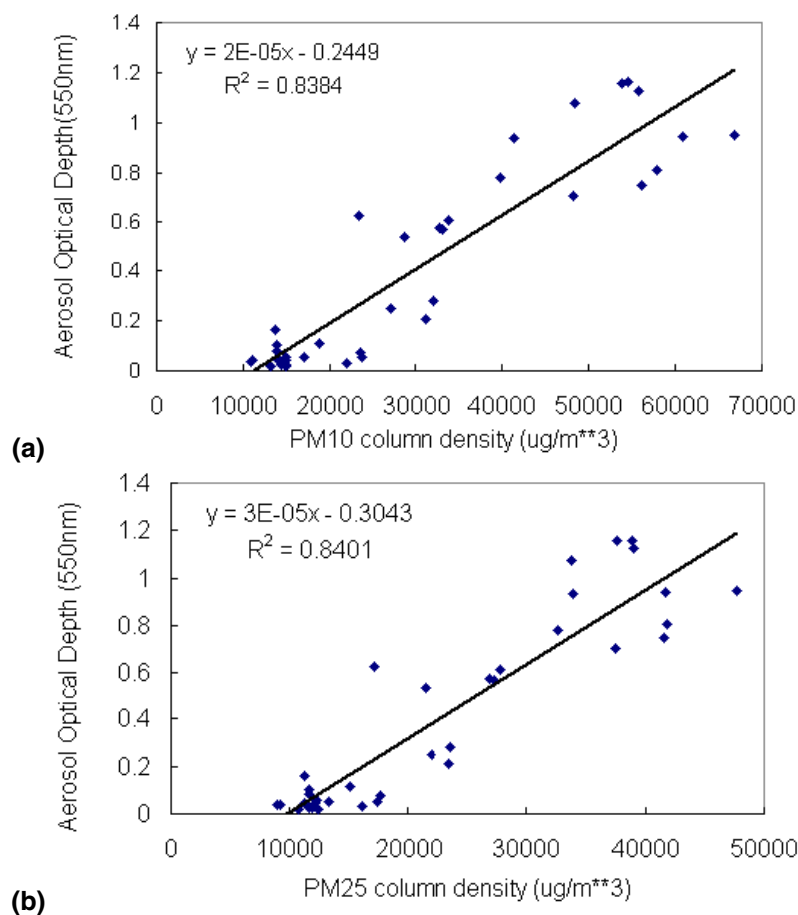 y = 2E-05x - 0.2449
R² = 0.8384
Aerosol Optical Depth(550nm)
1.4
1.2
1
0.8
0.6
0.4
0.2
0
0 10000 20000 30000 40000 50000 60000 70000
PM10 column density (ug/m**3)
(a)
y = 3E-05x - 0.3043
R² = 0.8401
Aerosol Optical Depth (550nm)
1.4
1.2
1
0.8
0.6
0.4
0.2
0
0 10000 20000 30000 40000 50000
PM25 column density (ug/m**3)
(b)